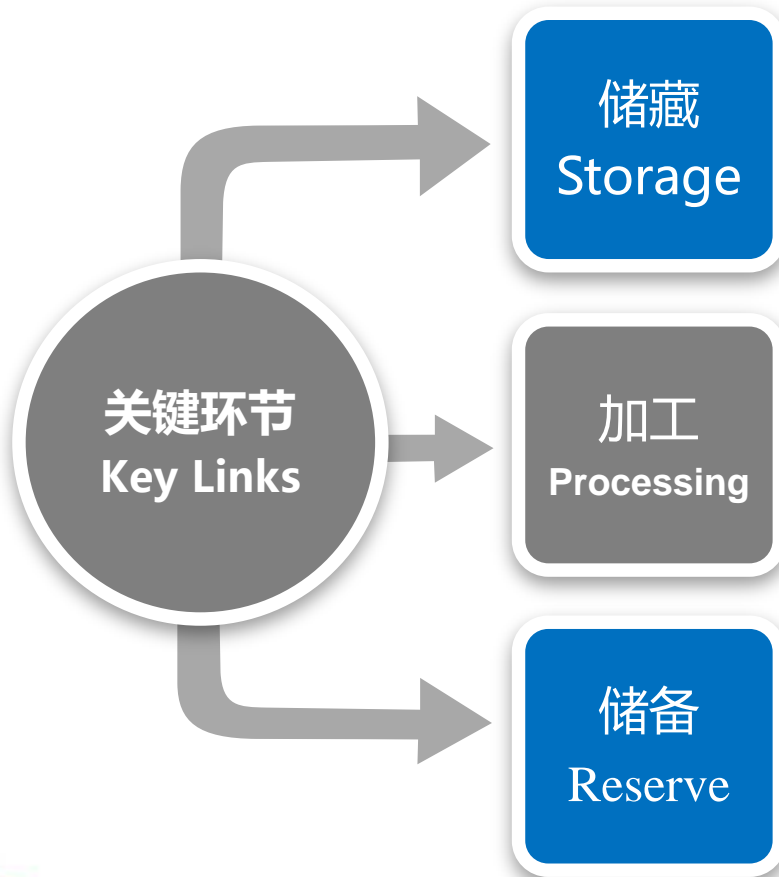 储藏
Storage
关键环节
Key Links
加工
Processing
储备
Reserve